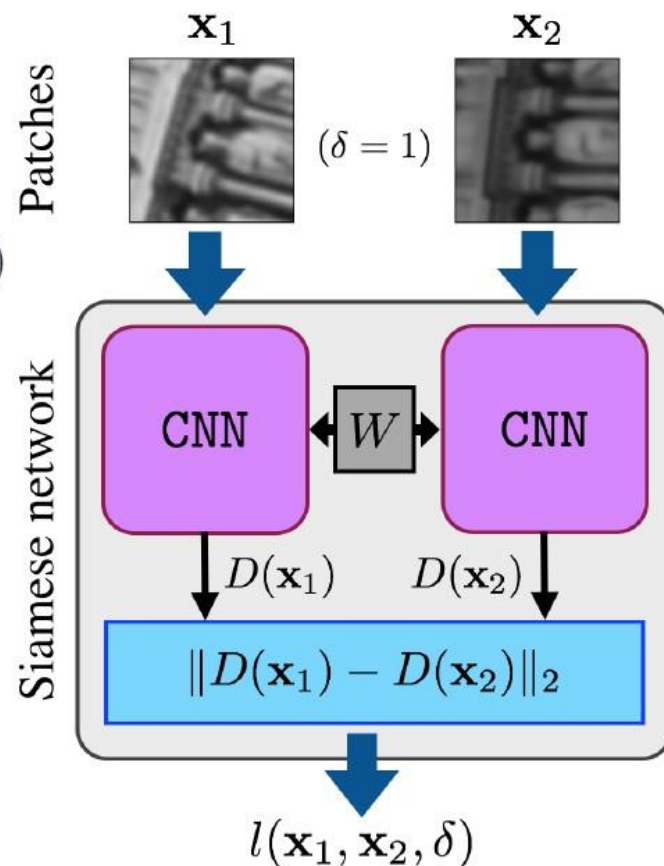 x₁ x₂
Patches
(δ = 1)
Siamese network
CNN W CNN
D(x₁) D(x₂)
‖D(x₁) − D(x₂)‖₂
l(x₁, x₂, δ)